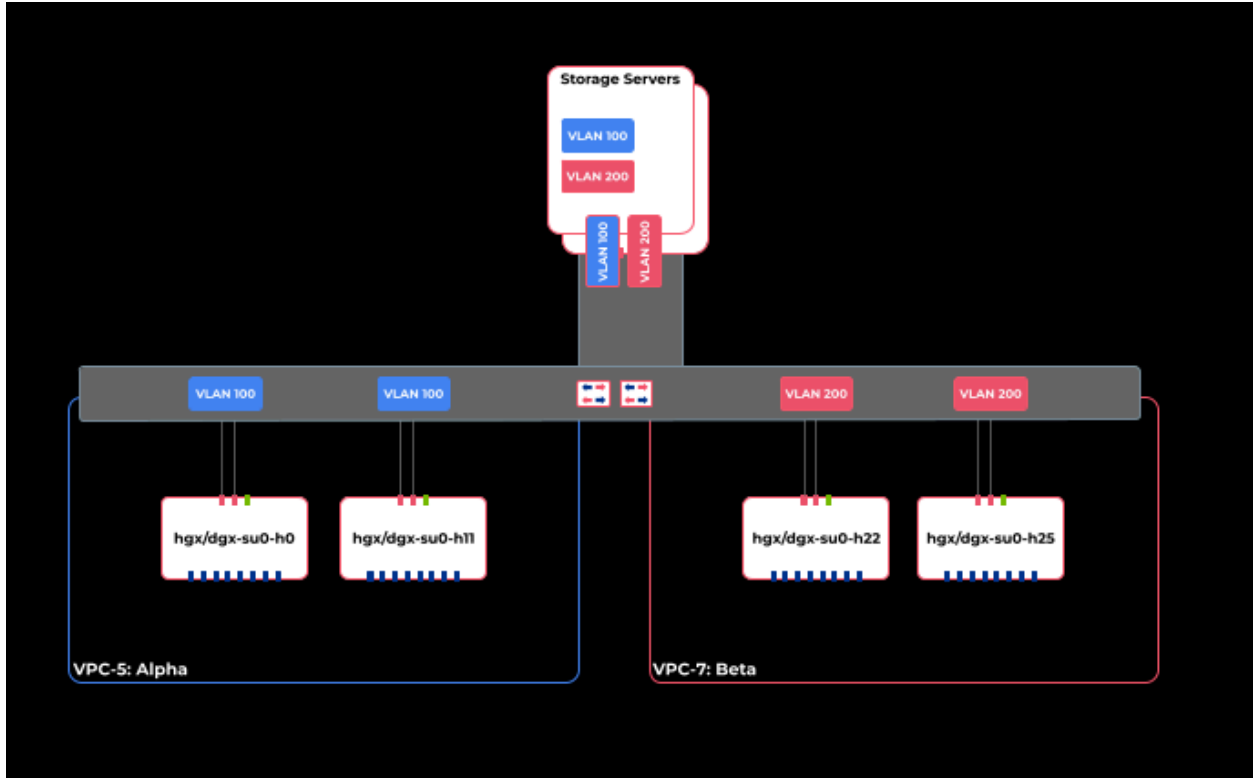 Storage Servers
VLAN 100
VLAN 200
VLAN 100
VLAN 200
VLAN 100
VLAN 100
VLAN 200
VLAN 200
hgx/dgx-su0-h0
hgx/dgx-su0-h11
hgx/dgx-su0-h22
hgx/dgx-su0-h25
VPC-5: Alpha
VPC-7: Beta